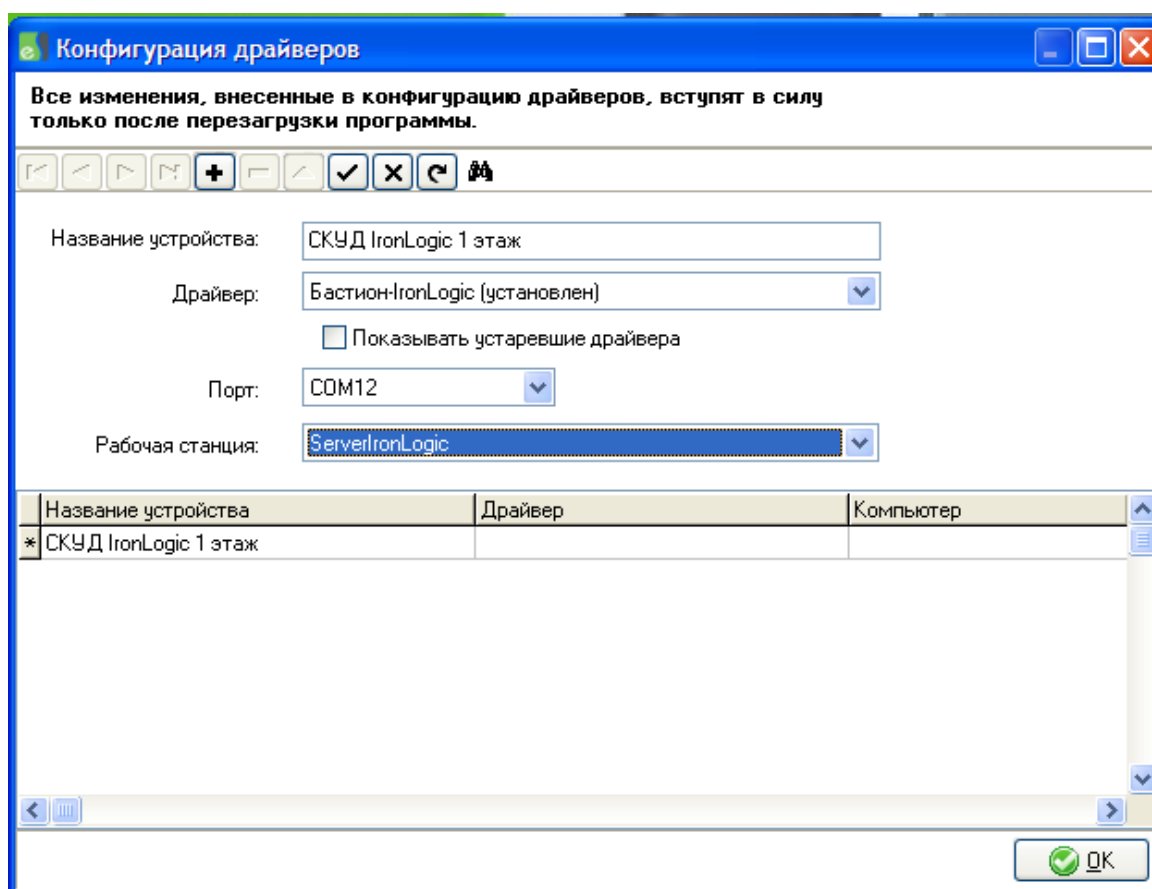 Конфигурация драйверов
Все изменения, внесенные в конфигурацию драйверов, вступят в силу
только после перезагрузки программы.
Название устройства: СКУД IronLogic 1 этаж
Драйвер: Бастион-IronLogic (установлен)
Показывать устаревшие драйвера
Порт: COM12
Рабочая станция: ServerIronLogic
Название устройства Драйвер Компьютер
* СКУД IronLogic 1 этаж
OK